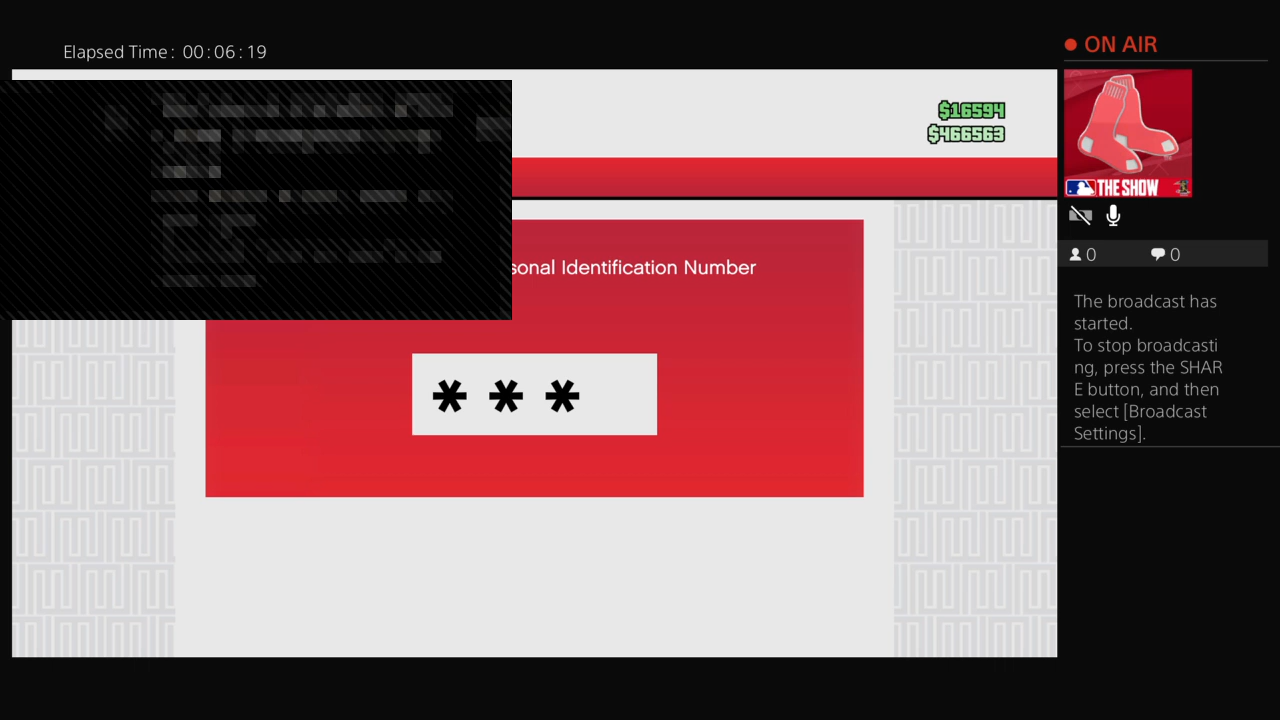 Elapsed Time: 00:06:19
ON AIR
$16594
$466563
THE SHOW
0 0
sonal Identification Number
* * *
The broadcast has
started.
To stop broadcasti
ng, press the SHAR
E button, and then
select [Broadcast
Settings].